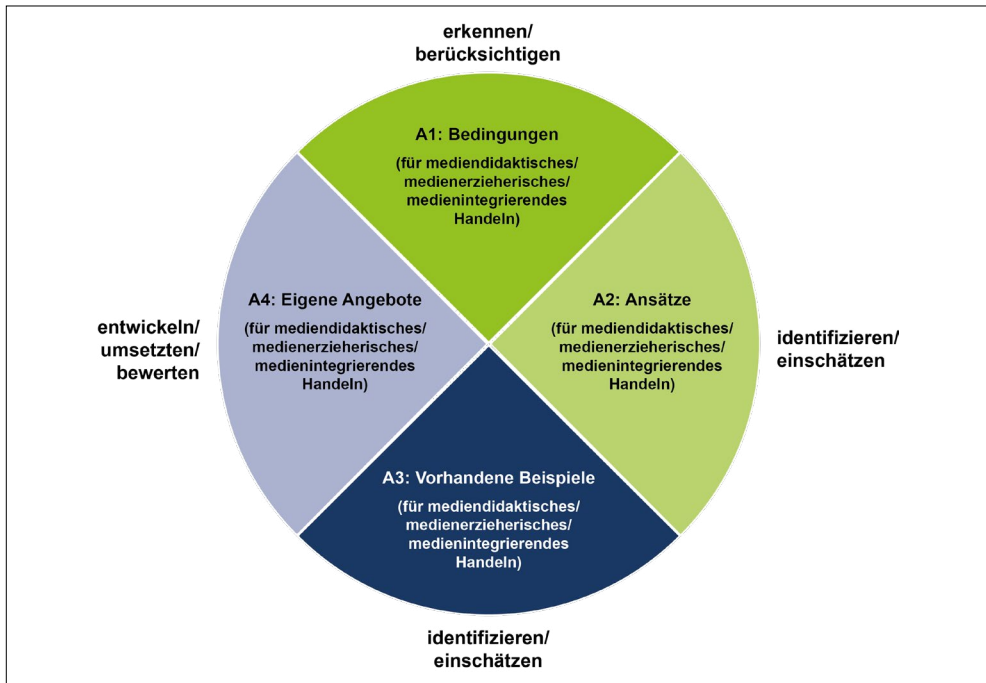 erkennen/
berücksichtigen
A1: Bedingungen
(für mediendidaktisches/
medienerzieherisches/
medienintegrierendes
Handeln)
A2: Ansätze
(für mediendidaktisches/
medienerzieherisches/
medienintegrierendes
Handeln)
identifizieren/
einschätzen
A3: Vorhandene Beispiele
(für mediendidaktisches/
medienerzieherisches/
medienintegrierendes
Handeln)
identifizieren/
einschätzen
A4: Eigene Angebote
(für mediendidaktisches/
medienerzieherisches/
medienintegrierendes
Handeln)
entwickeln/
umsetzten/
bewerten